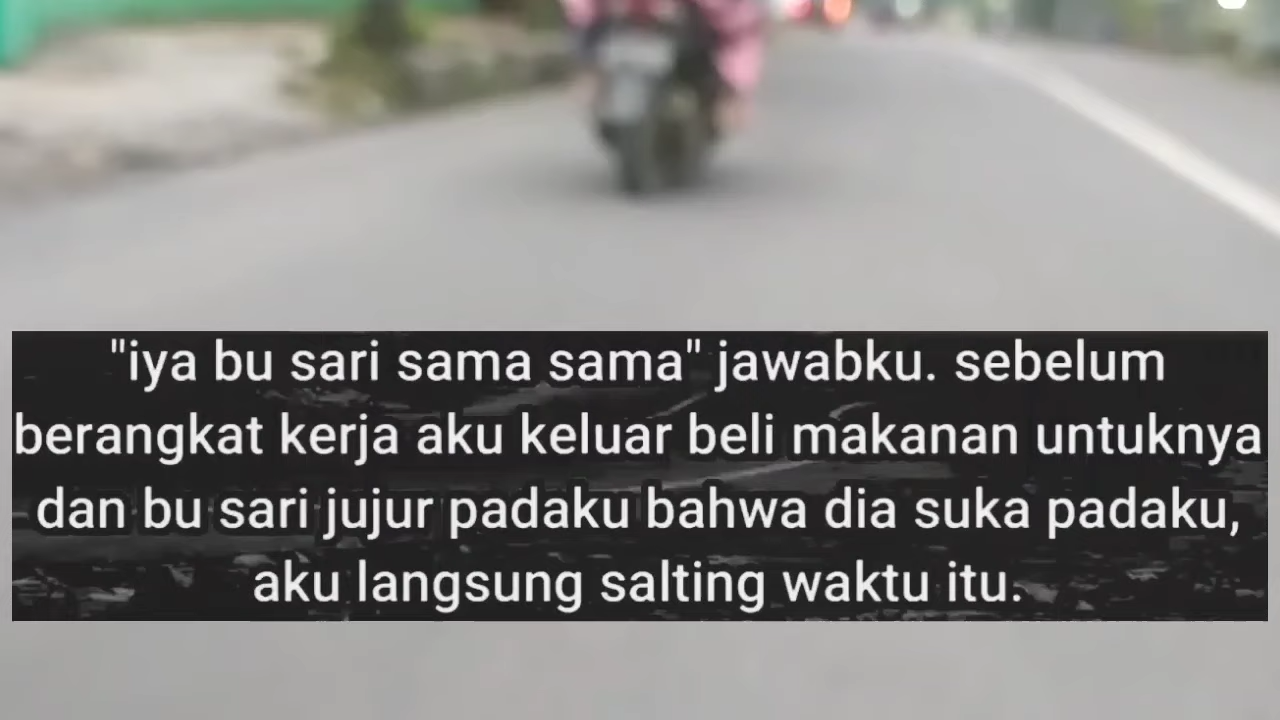 "iya bu sari sama sama" jawabku. sebelum
berangkat kerja aku keluar beli makanan untuknya
dan bu sari jujur padaku bahwa dia suka padaku,
aku langsung salting waktu itu.